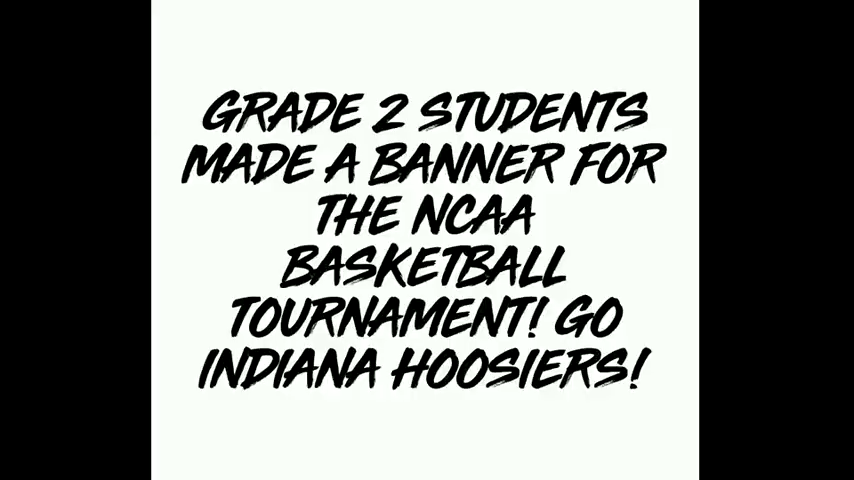 GRADE 2 STUDENTS
MADE A BANNER FOR
THE NCAA
BASKETBALL
TOURNAMENT! GO
INDIANA HOOSIERS!